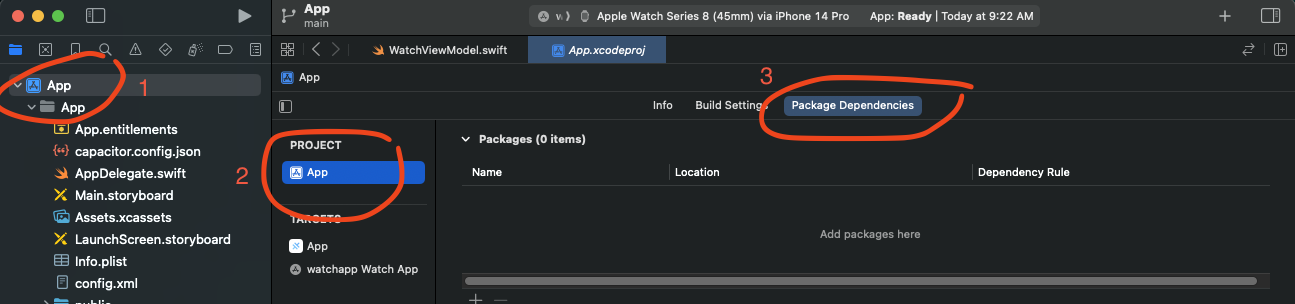 App
main
Apple Watch Series 8 (45mm) via iPhone 14 Pro
App: Ready | Today at 9:22 AM
WatchViewModel.swift
App.xcodeproj
App
1
App
App
3
Info
Build Settings
Package Dependencies
App.entitlements
capacitor.config.json
AppDelegate.swift
Main.storyboard
Assets.xcassets
LaunchScreen.storyboard
Info.plist
config.xml
public
2
PROJECT
App
TARGETS
App
watchapp Watch App
Packages (0 items)
Name
Location
Dependency Rule
Add packages here